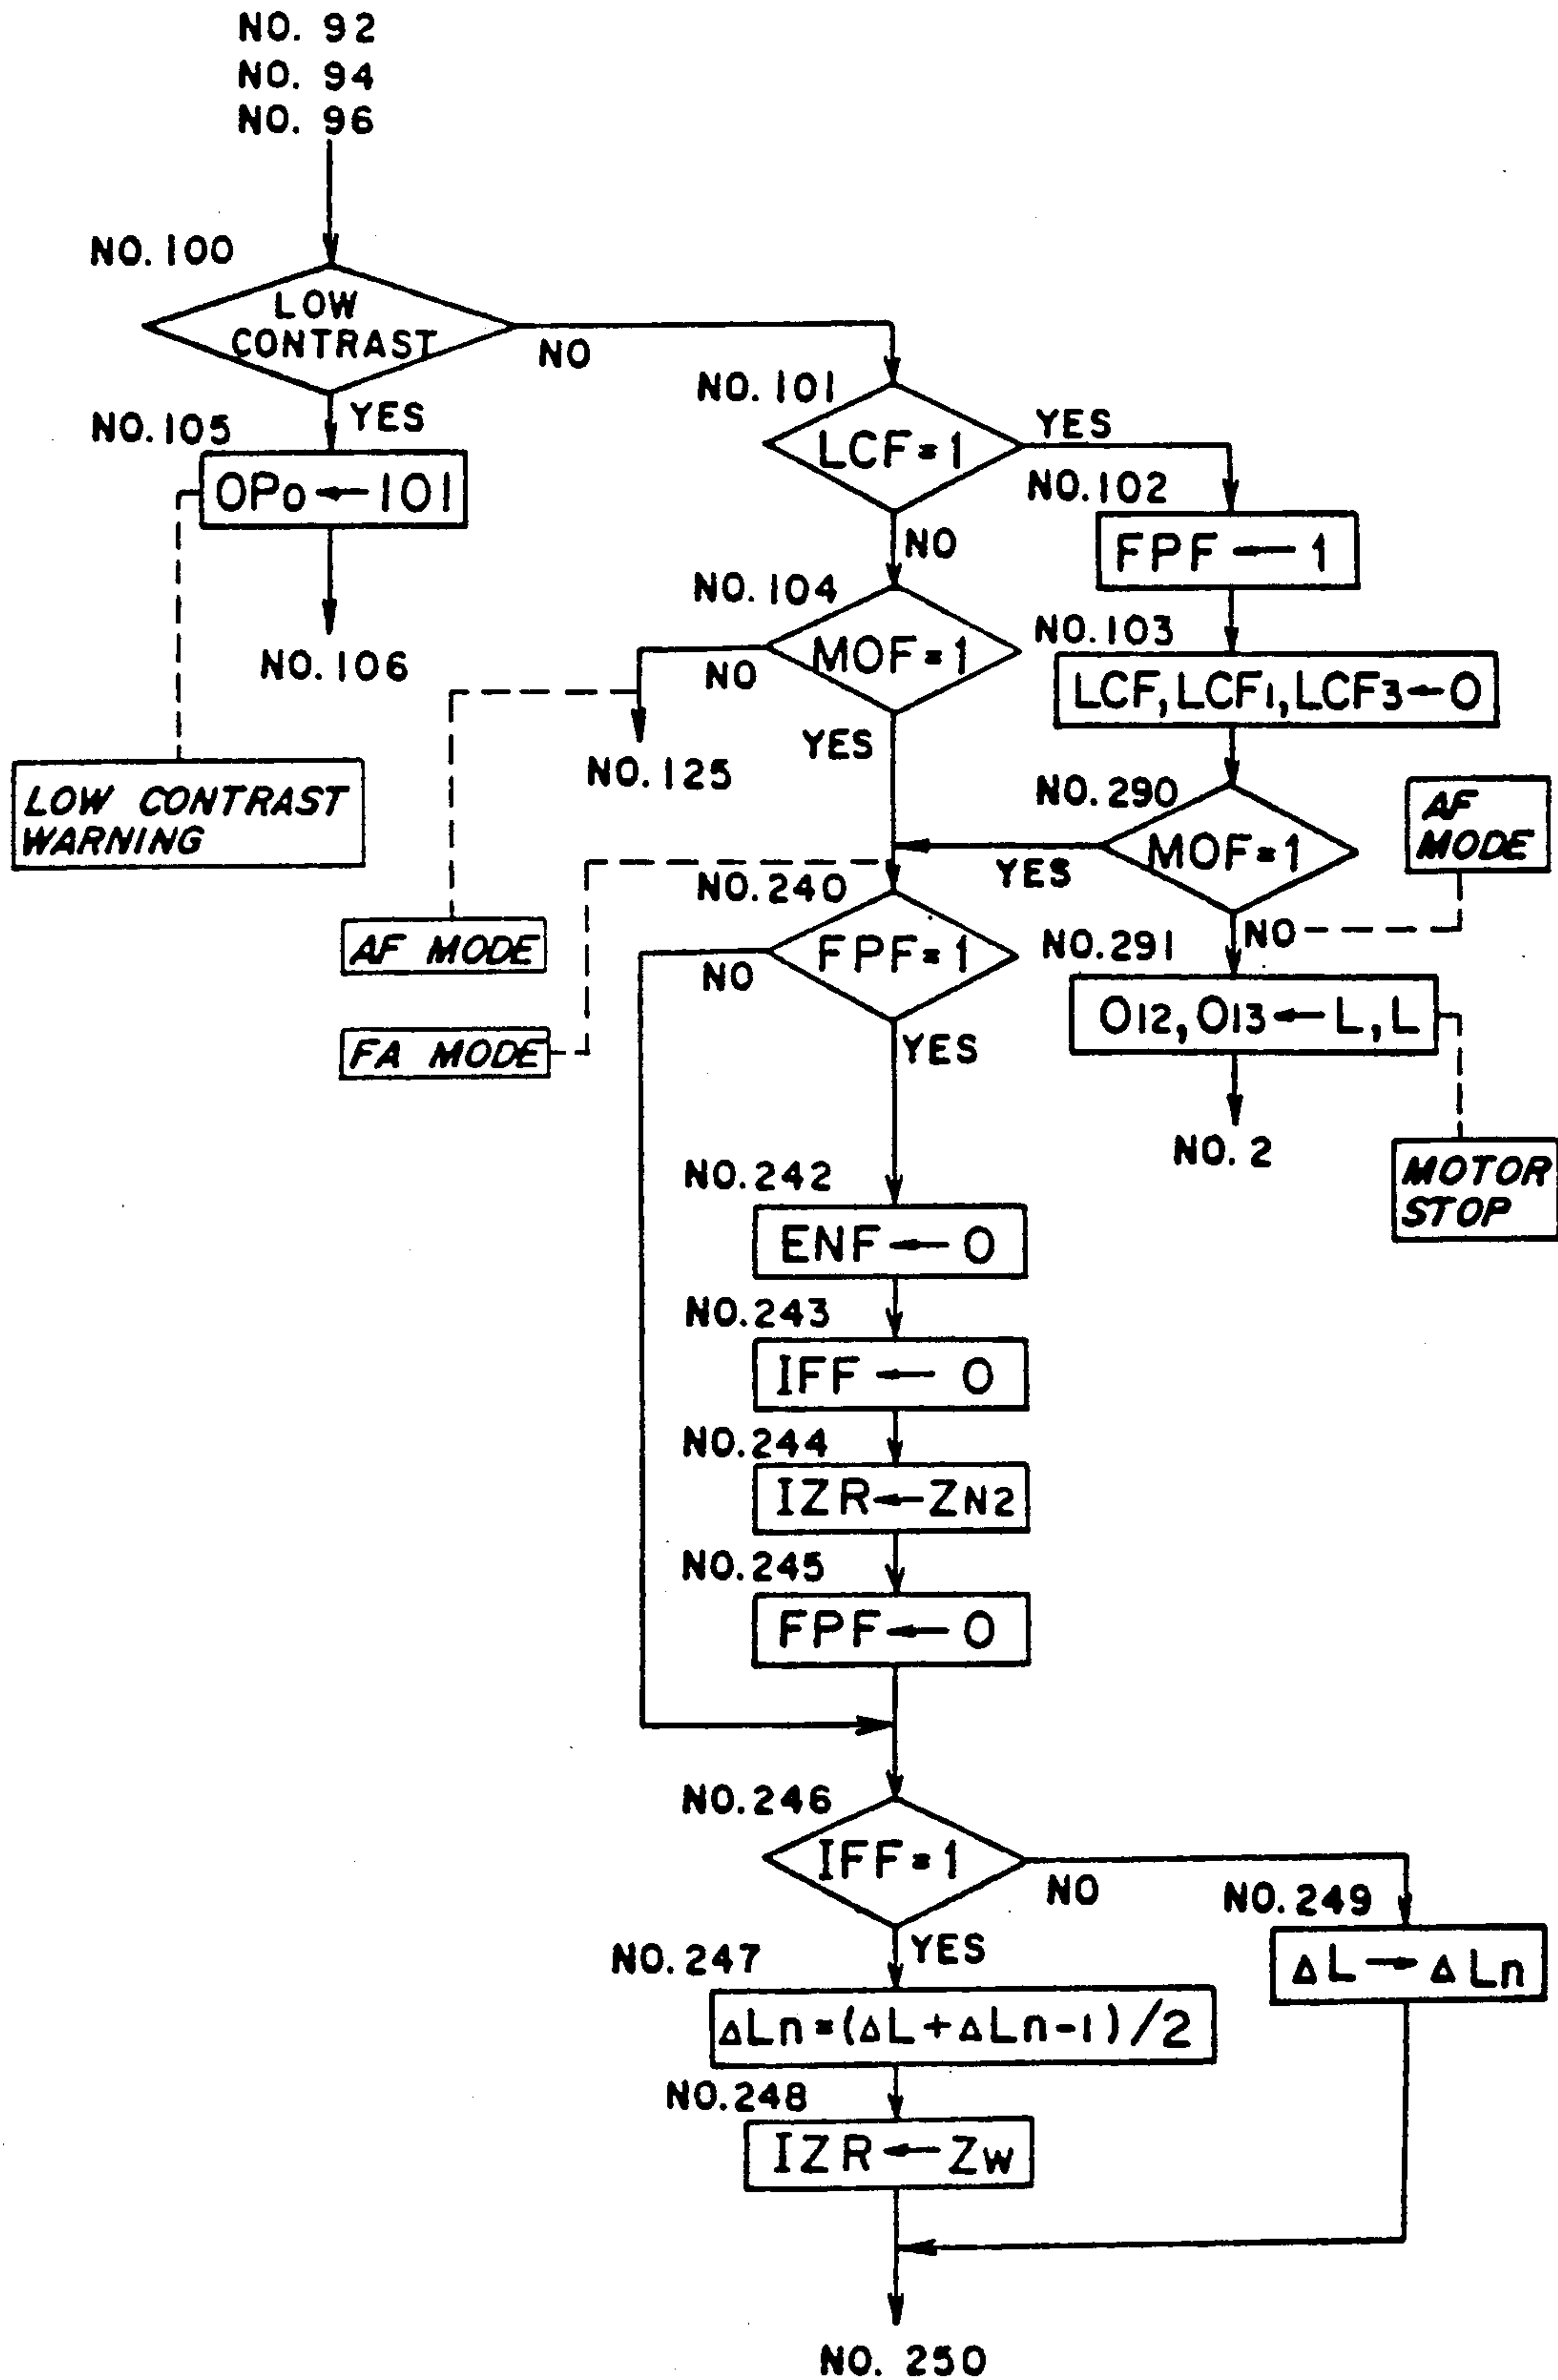 NO. 92
NO. 94
NO. 96
NO. 100
LOW
CONTRAST
NO
YES
NO. 105
OPo ← 101
NO. 106
LOW CONTRAST
WARNING
NO. 101
LCF = 1
YES
NO
NO. 102
FPF ← 1
NO. 103
LCF, LCF1, LCF3 ← 0
NO. 104
MOF = 1
NO
YES
NO. 125
AF MODE
FA MODE
NO. 290
MOF = 1
YES
NO
AF
MODE
NO. 291
O12, O13 ← L, L
NO. 2
MOTOR
STOP
NO. 240
FPF = 1
NO
YES
NO. 242
ENF ← 0
NO. 243
IFF ← 0
NO. 244
IZR ← ZN2
NO. 245
FPF ← 0
NO. 246
IFF = 1
NO
YES
NO. 249
ΔL → ΔLn
NO. 247
ΔLn = (ΔL + ΔLn-1) / 2
NO. 248
IZR ← ZW
NO. 250